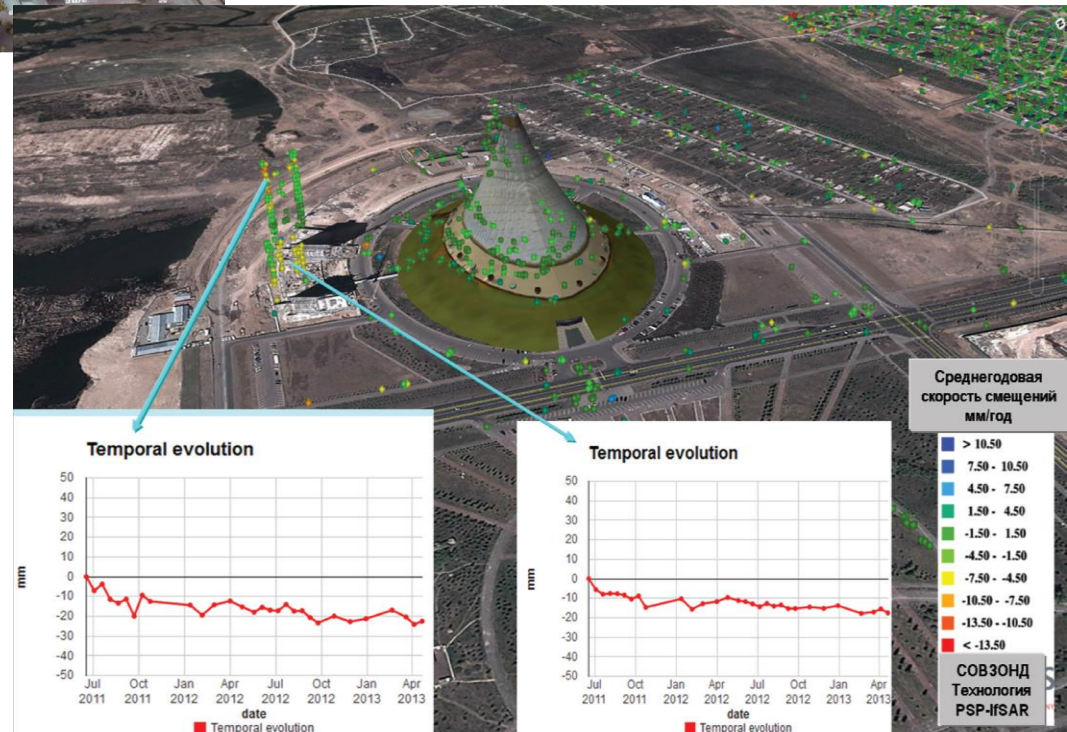 Среднегодовая
скорость смещений
мм/год
> 10.50
7.50 - 10.50
4.50 - 7.50
1.50 - 4.50
-1.50 - 1.50
-4.50 - -1.50
-7.50 - -4.50
-10.50 - -7.50
-13.50 - -10.50
< -13.50
СОВЗОНД
Технология
PSP-IfSAR
Temporal evolution
50
40
30
20
10
0
-10
-20
-30
-40
-50
mm
Jul Oct Jan Apr Jul Oct Jan Apr
2011 2011 2012 2012 2012 2012 2013 2013
date
Temporal evolution
Temporal evolution
50
40
30
20
10
0
-10
-20
-30
-40
-50
mm
Jul Oct Jan Apr Jul Oct Jan Apr
2011 2011 2012 2012 2012 2012 2013 2013
date
Temporal evolution